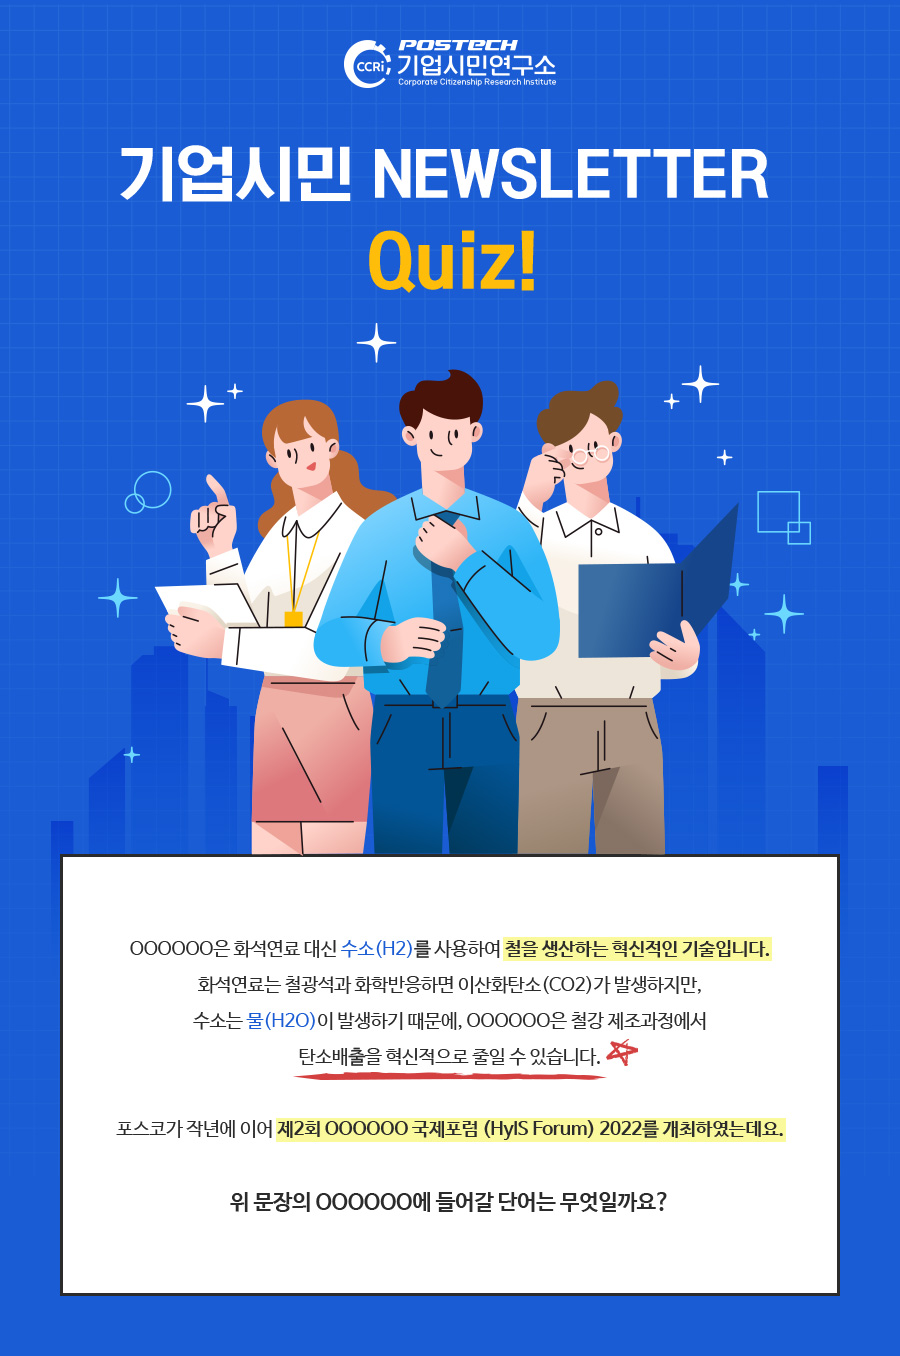 CCRi
POSTECH
기업시민연구소
Corporate Citizenship Research Institute
기업시민 NEWSLETTER
Quiz!
OOOOOO은 화석연료 대신 수소(H2)를 사용하여 철을 생산하는 혁신적인 기술입니다.
화석연료는 철광석과 화학반응하면 이산화탄소(CO2)가 발생하지만,
수소는 물(H2O)이 발생하기 때문에, OOOOOO은 철강 제조과정에서
탄소배출을 혁신적으로 줄일 수 있습니다.
포스코가 작년에 이어 제2회 OOOOOO 국제포럼 (HyIS Forum) 2022를 개최하였는데요.
위 문장의 OOOOOO에 들어갈 단어는 무엇일까요?